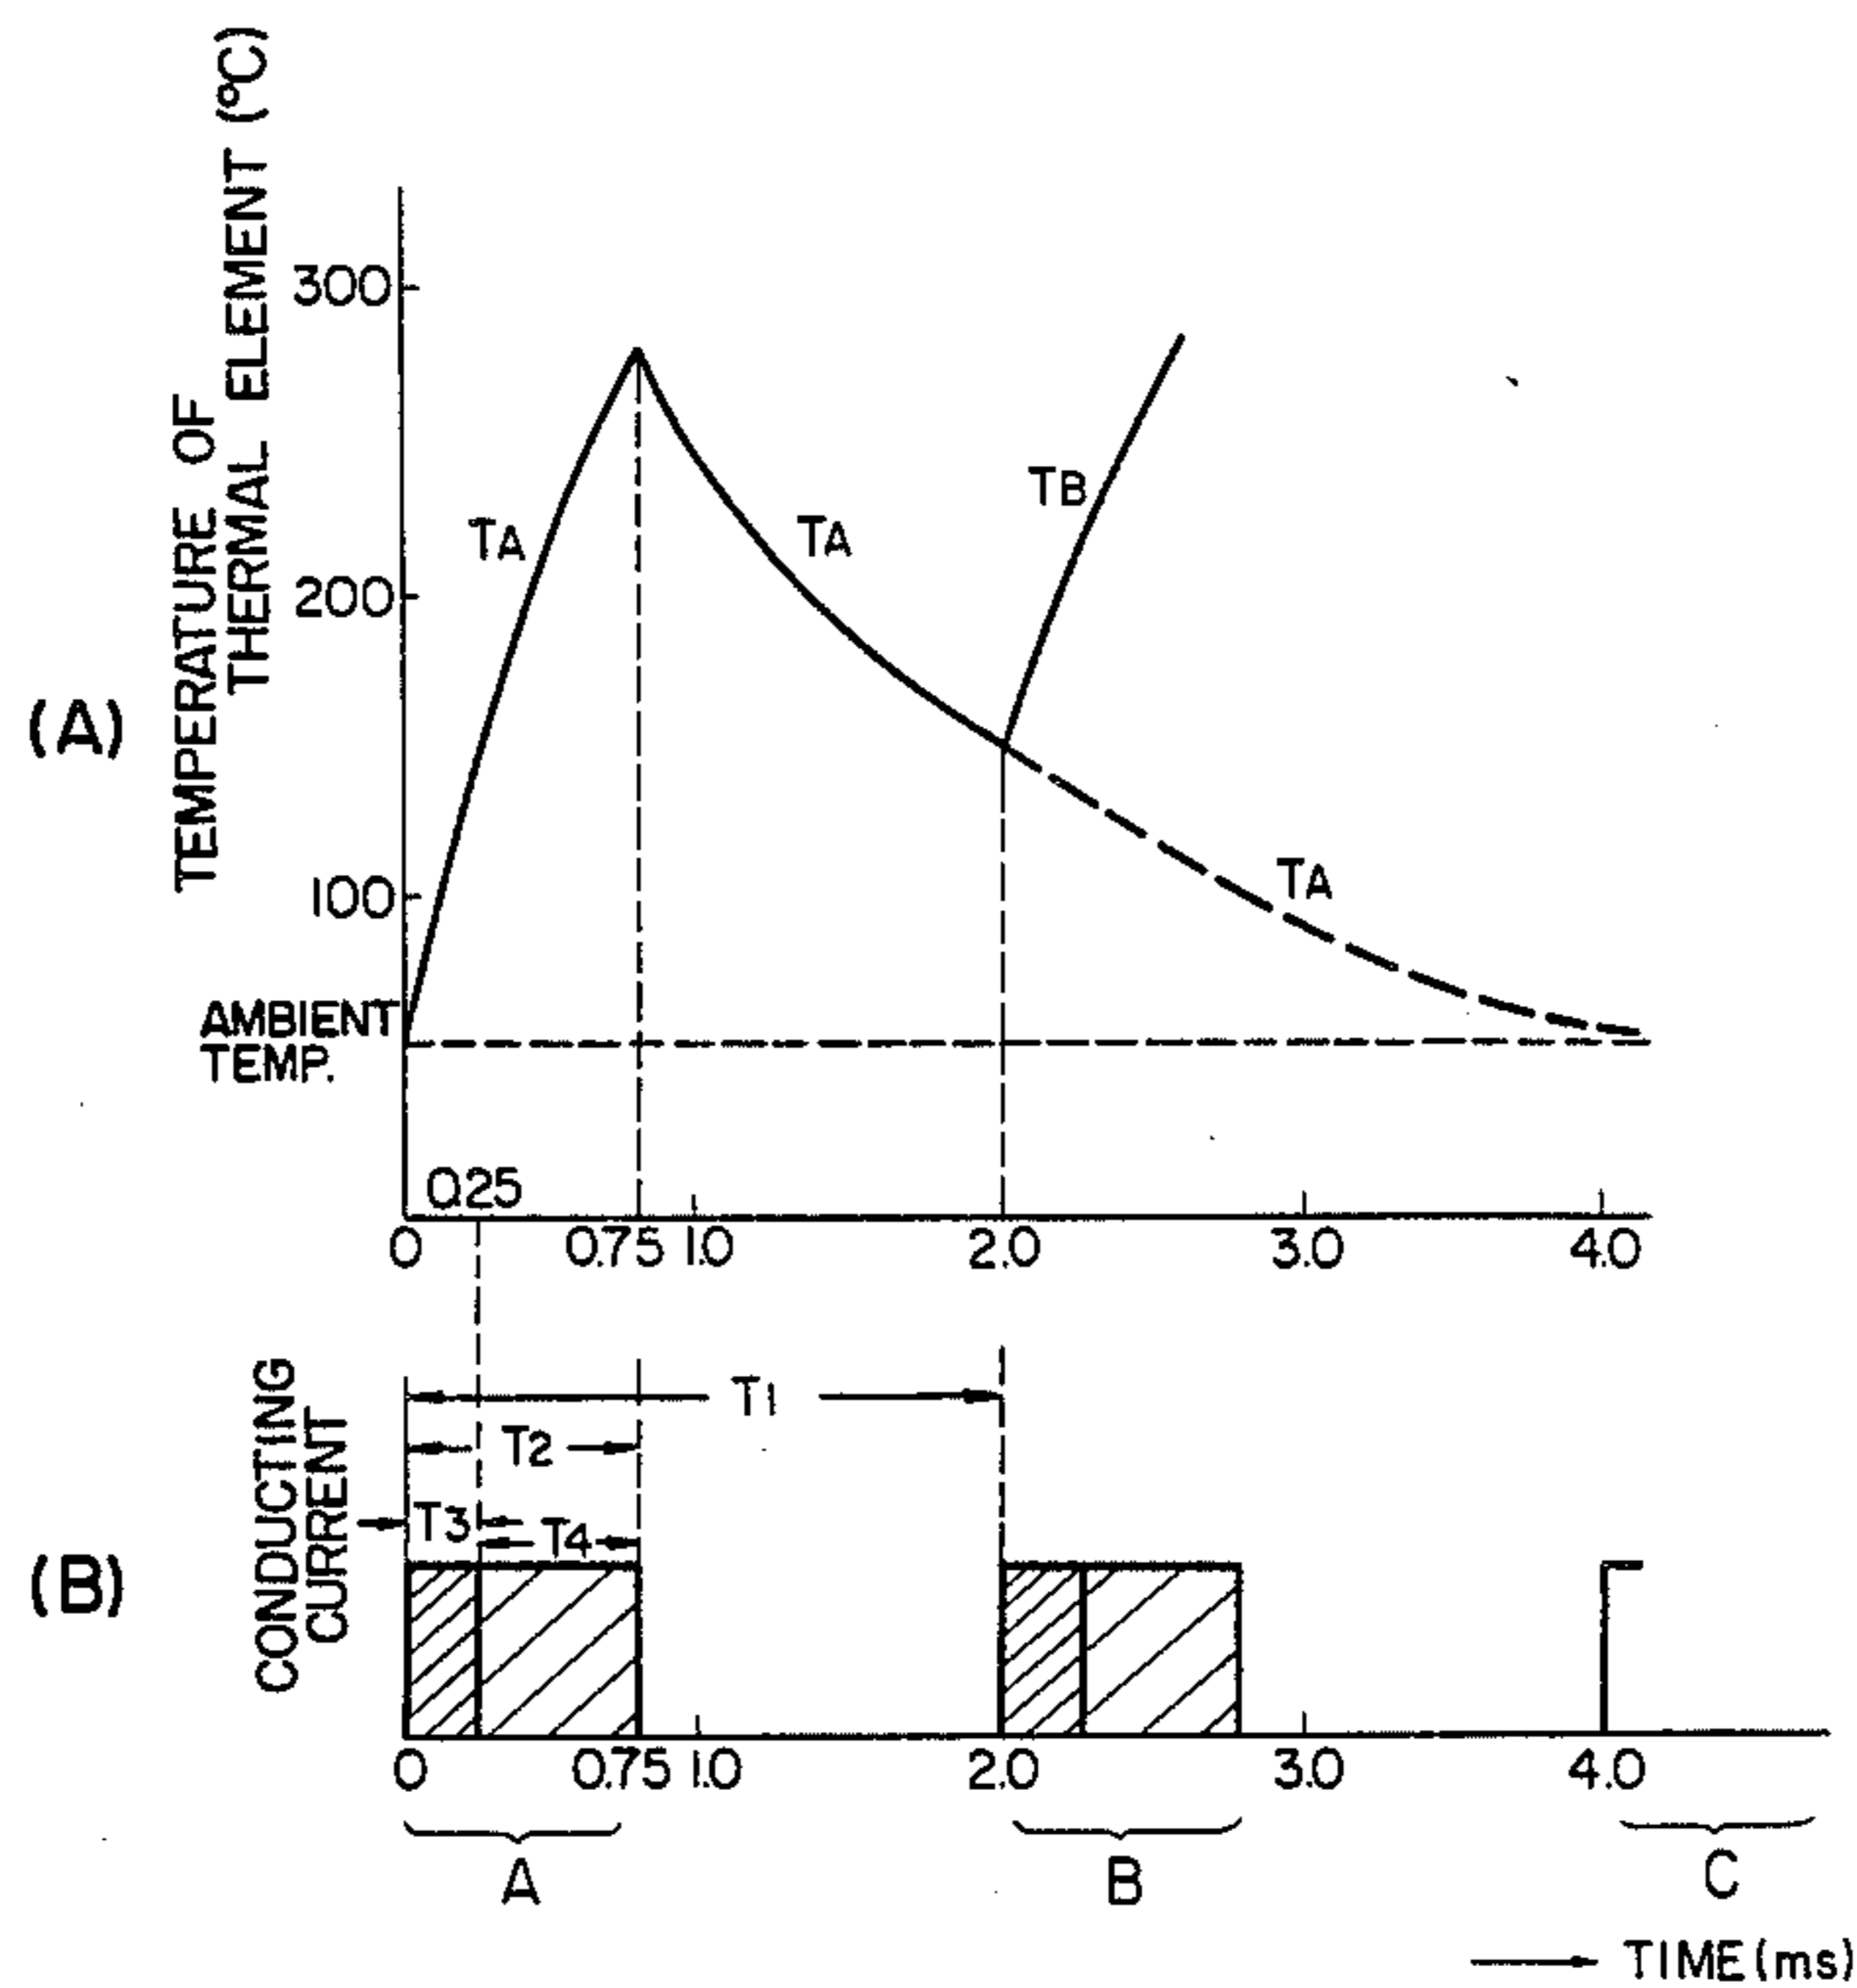 (A)
TEMPERATURE OF
THERMAL ELEMENT (°C)
300
200
100
AMBIENT
TEMP.
TA
TA
TB
TA
0.25
0 0.75 1.0 2.0 3.0 4.0
(B)
CONDUCTING
CURRENT
T1
T2
T3
T4
0 0.75 1.0 2.0 3.0 4.0
A B C
TIME (ms)